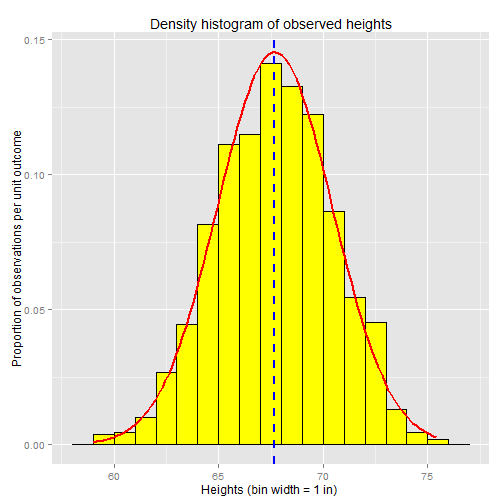 Density histogram of observed heights
Proportion of observations per unit outcome
0.15
0.10
0.05
0.00
60
65
70
75
Heights (bin width = 1 in)